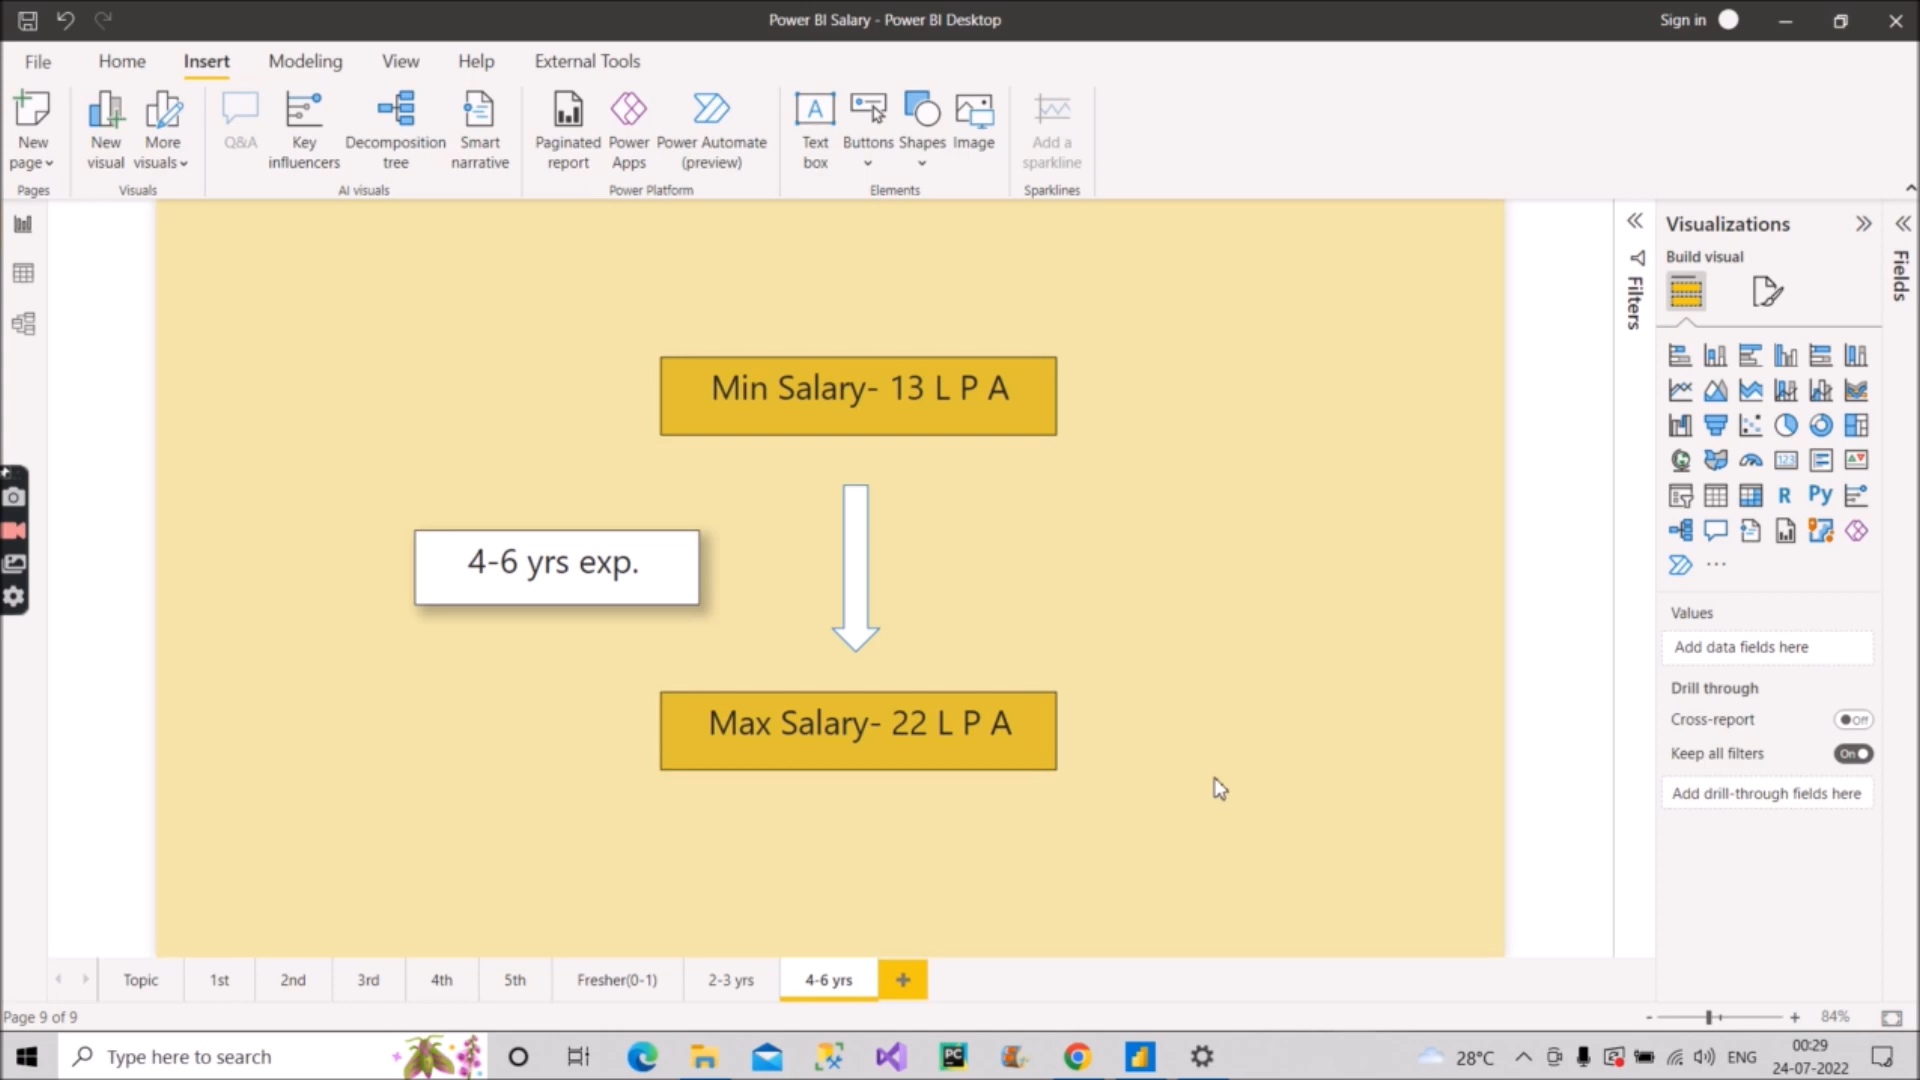 Power BI Salary - Power BI Desktop
Sign in
File Home Insert Modeling View Help External Tools
New page
New visual
More visuals
Q&A
Key influencers
Decomposition tree
Smart narrative
Paginated report
Power Apps
Power Automate (preview)
Text box
Buttons
Shapes
Image
Add a sparkline
Pages
Visuals
AI visuals
Power Platform
Elements
Sparklines
Min Salary- 13 L P A
4-6 yrs exp.
Max Salary- 22 L P A
Filters
Visualizations
Build visual
123
R
Py
Values
Add data fields here
Drill through
Cross-report
Off
Keep all filters
On
Add drill-through fields here
Fields
Topic 1st 2nd 3rd 4th 5th Fresher(0-1) 2-3 yrs 4-6 yrs +
Page 9 of 9
- + 84%
Type here to search
PC
28°C
ENG
00:29
24-07-2022